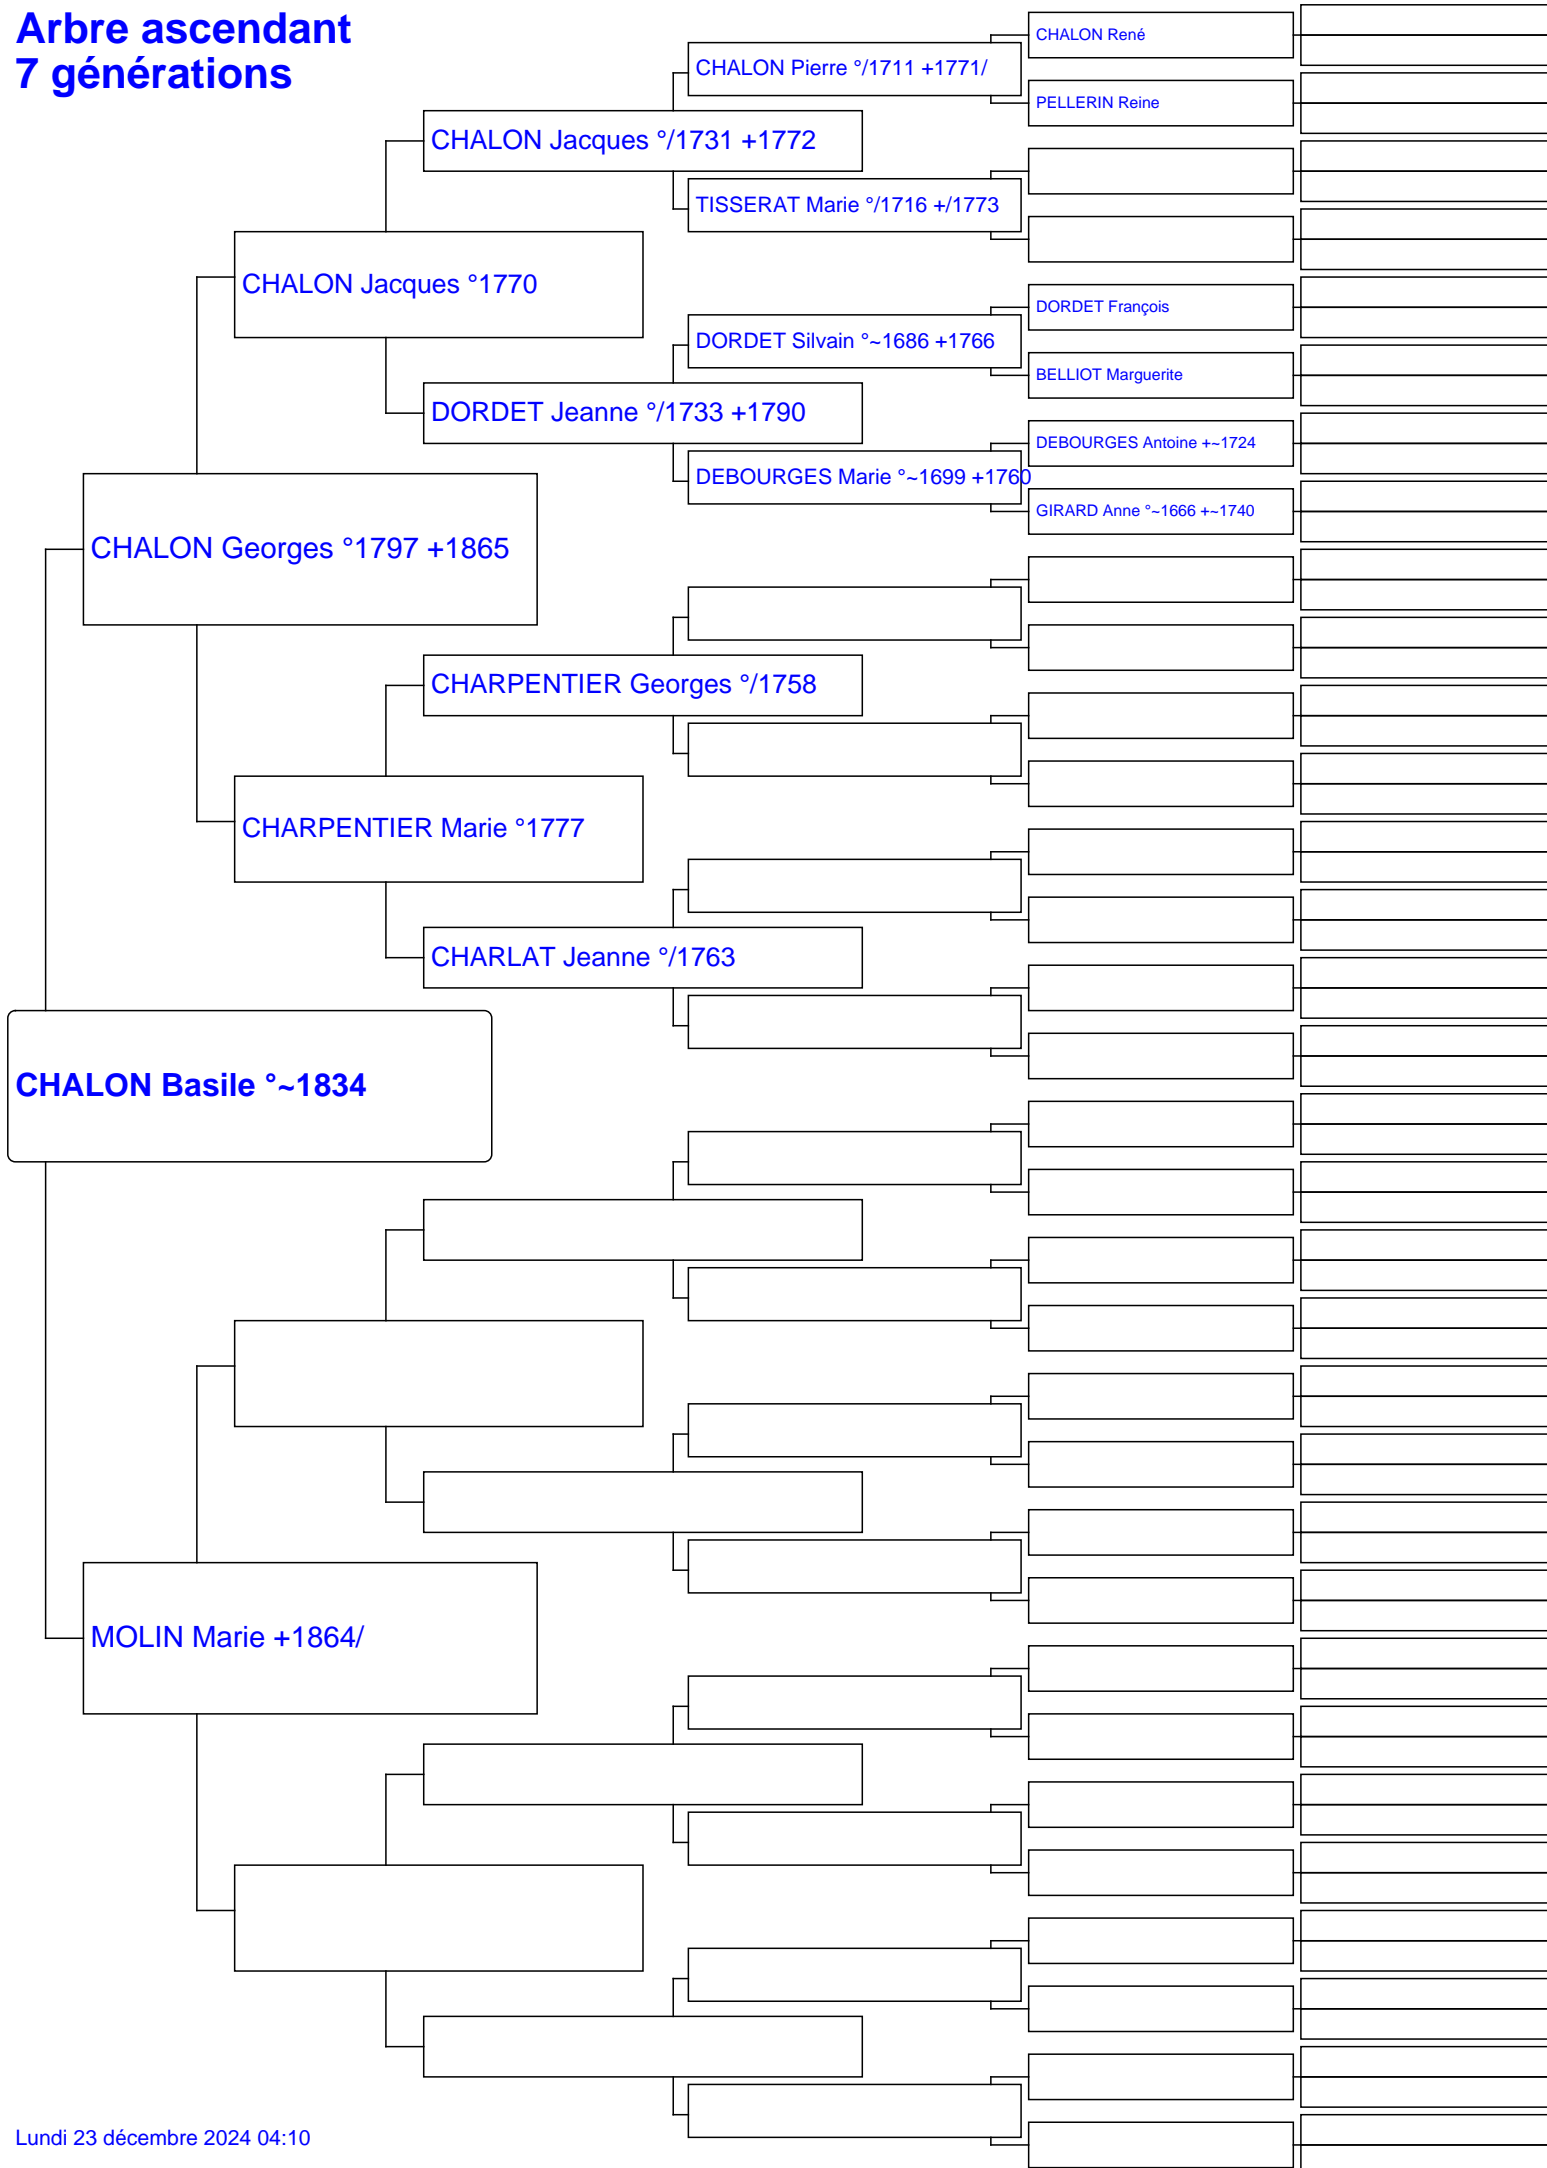 Arbre ascendant
7 générations
CHALON René
CHALON Pierre °/1711 +1771/
PELLERIN Reine
CHALON Jacques °/1731 +1772
TISSERAT Marie °/1716 +/1773
CHALON Jacques °1770
DORDET François
DORDET Silvain °~1686 +1766
BELLIOT Marguerite
DORDET Jeanne °/1733 +1790
DEBOURGES Antoine +~1724
DEBOURGES Marie °~1699 +1760
GIRARD Anne °~1666 +~1740
CHALON Georges °1797 +1865
CHARPENTIER Georges °/1758
CHARPENTIER Marie °1777
CHARLAT Jeanne °/1763
CHALON Basile °~1834
MOLIN Marie +1864/
Lundi 23 décembre 2024 04:10